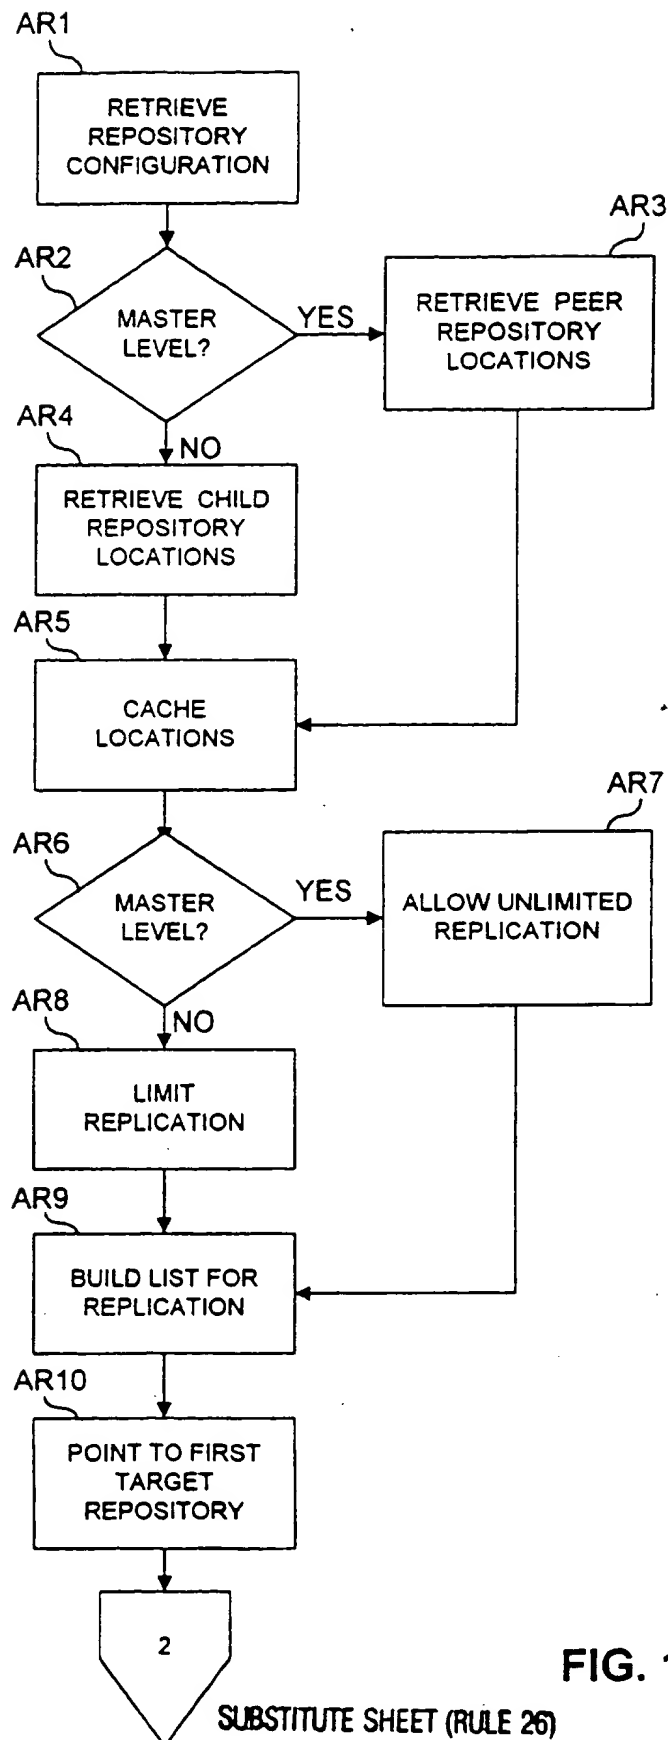 AR1
RETRIEVE
REPOSITORY
CONFIGURATION
AR2
MASTER
LEVEL?
YES
AR3
RETRIEVE PEER
REPOSITORY
LOCATIONS
AR4
NO
RETRIEVE CHILD
REPOSITORY
LOCATIONS
AR5
CACHE
LOCATIONS
AR6
MASTER
LEVEL?
YES
AR7
ALLOW UNLIMITED
REPLICATION
AR8
NO
LIMIT
REPLICATION
AR9
BUILD LIST FOR
REPLICATION
AR10
POINT TO FIRST
TARGET
REPOSITORY
2
FIG.
SUBSTITUTE SHEET (RULE 26)